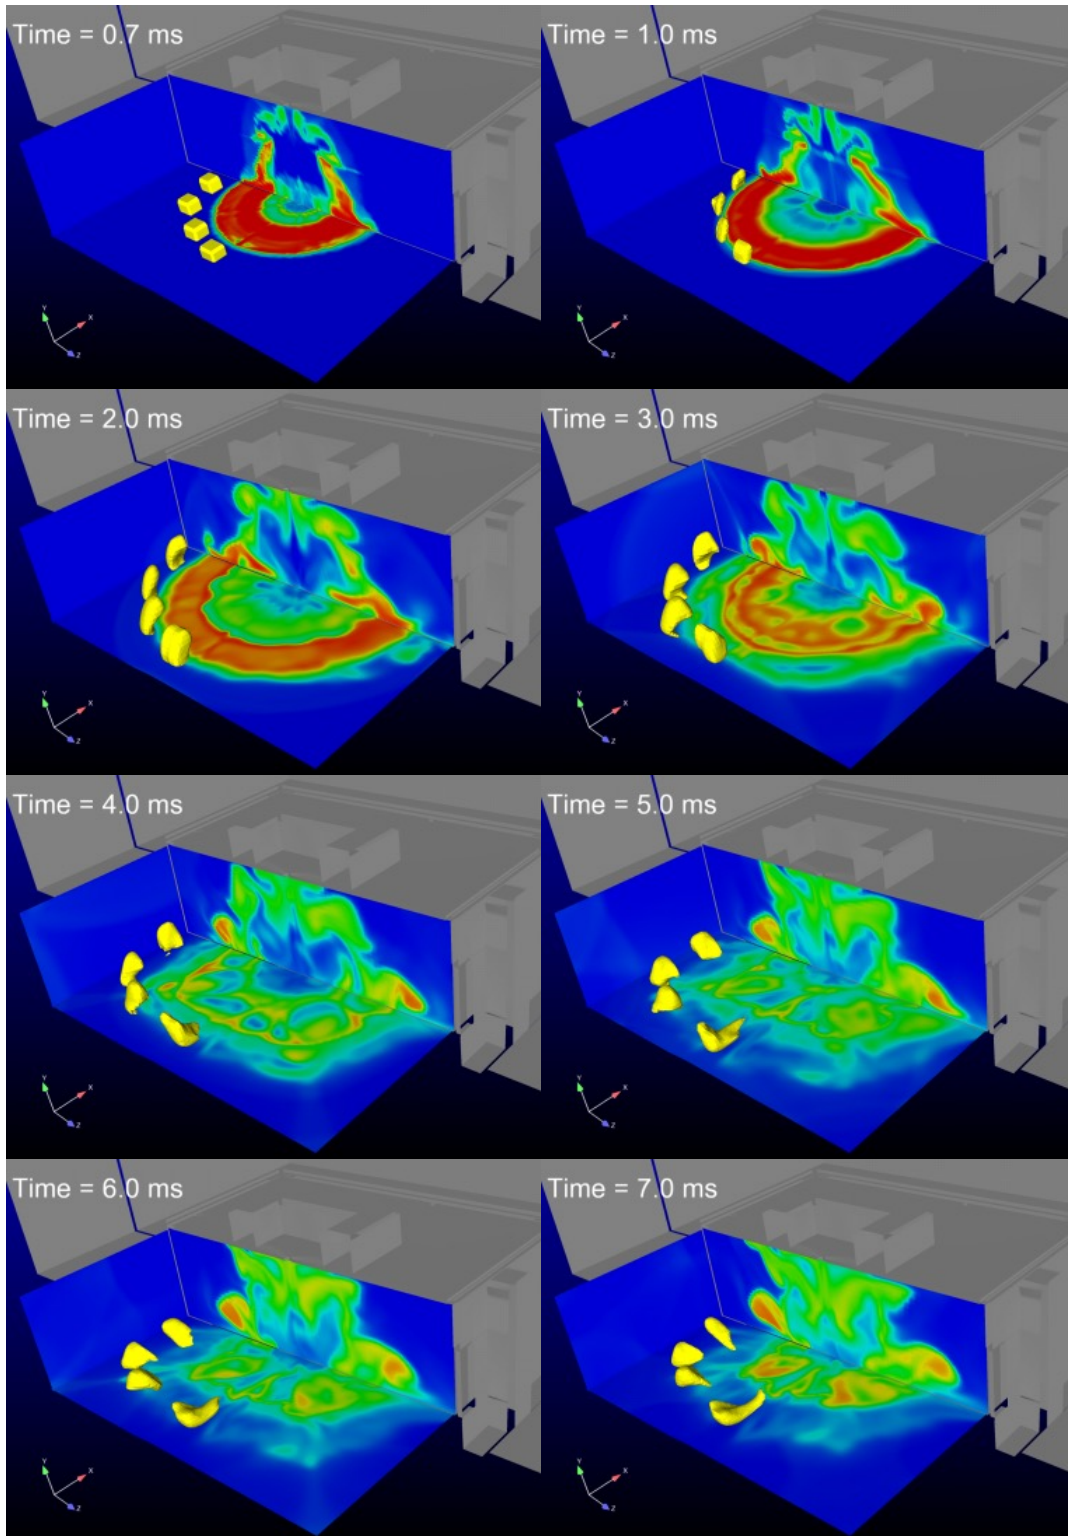 Time = 0.7 ms
Time = 1.0 ms
Y
X
Z
Y
X
Z
Time = 2.0 ms
Time = 3.0 ms
Y
X
Z
Y
X
Z
Time = 4.0 ms
Time = 5.0 ms
Y
X
Z
Y
X
Z
Time = 6.0 ms
Time = 7.0 ms
Y
X
Z
Y
X
Z